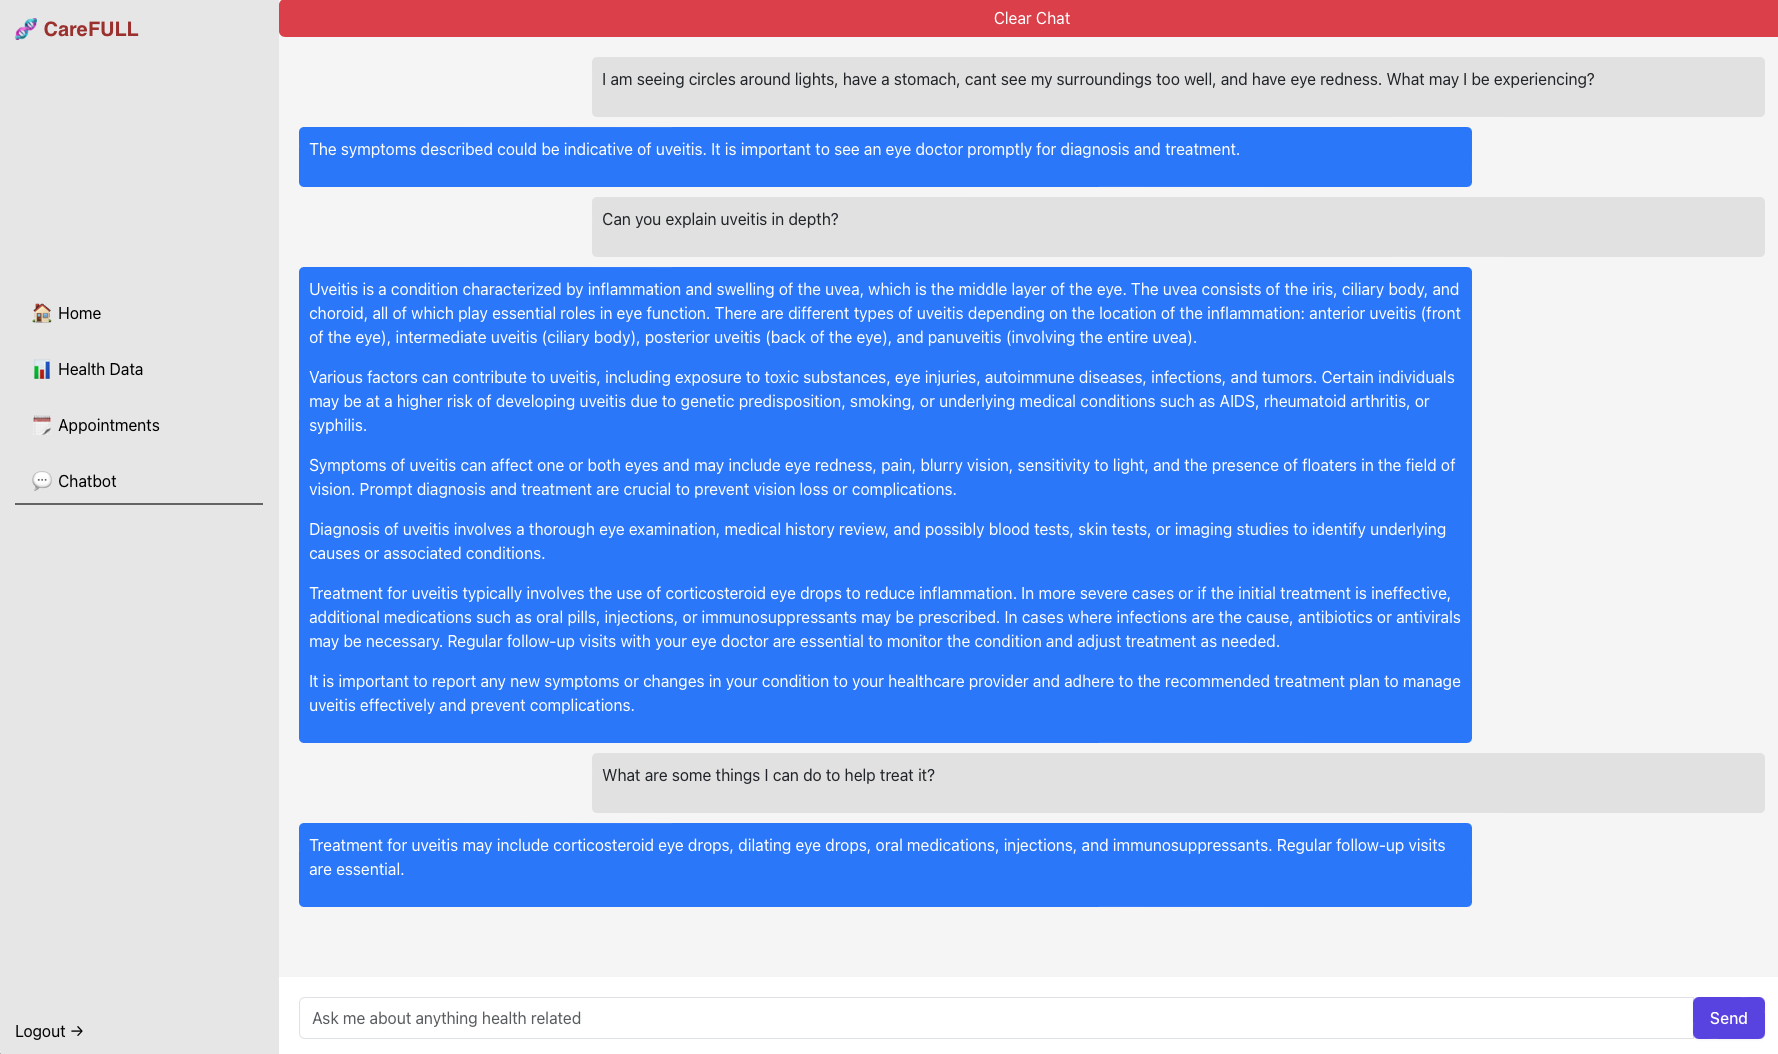 CareFULL
Clear Chat
I am seeing circles around lights, have a stomach, cant see my surroundings too well, and have eye redness. What may I be experiencing?
The symptoms described could be indicative of uveitis. It is important to see an eye doctor promptly for diagnosis and treatment.
Can you explain uveitis in depth?
Uveitis is a condition characterized by inflammation and swelling of the uvea, which is the middle layer of the eye. The uvea consists of the iris, ciliary body, and
choroid, all of which play essential roles in eye function. There are different types of uveitis depending on the location of the inflammation: anterior uveitis (front
of the eye), intermediate uveitis (ciliary body), posterior uveitis (back of the eye), and panuveitis (involving the entire uvea).
Various factors can contribute to uveitis, including exposure to toxic substances, eye injuries, autoimmune diseases, infections, and tumors. Certain individuals
may be at a higher risk of developing uveitis due to genetic predisposition, smoking, or underlying medical conditions such as AIDS, rheumatoid arthritis, or
syphilis.
Symptoms of uveitis can affect one or both eyes and may include eye redness, pain, blurry vision, sensitivity to light, and the presence of floaters in the field of
vision. Prompt diagnosis and treatment are crucial to prevent vision loss or complications.
Diagnosis of uveitis involves a thorough eye examination, medical history review, and possibly blood tests, skin tests, or imaging studies to identify underlying
causes or associated conditions.
Treatment for uveitis typically involves the use of corticosteroid eye drops to reduce inflammation. In more severe cases or if the initial treatment is ineffective,
additional medications such as oral pills, injections, or immunosuppressants may be prescribed. In cases where infections are the cause, antibiotics or antivirals
may be necessary. Regular follow-up visits with your eye doctor are essential to monitor the condition and adjust treatment as needed.
It is important to report any new symptoms or changes in your condition to your healthcare provider and adhere to the recommended treatment plan to manage
uveitis effectively and prevent complications.
What are some things I can do to help treat it?
Treatment for uveitis may include corticosteroid eye drops, dilating eye drops, oral medications, injections, and immunosuppressants. Regular follow-up visits
are essential.
Home
Health Data
Appointments
Chatbot
Logout →
Ask me about anything health related
Send